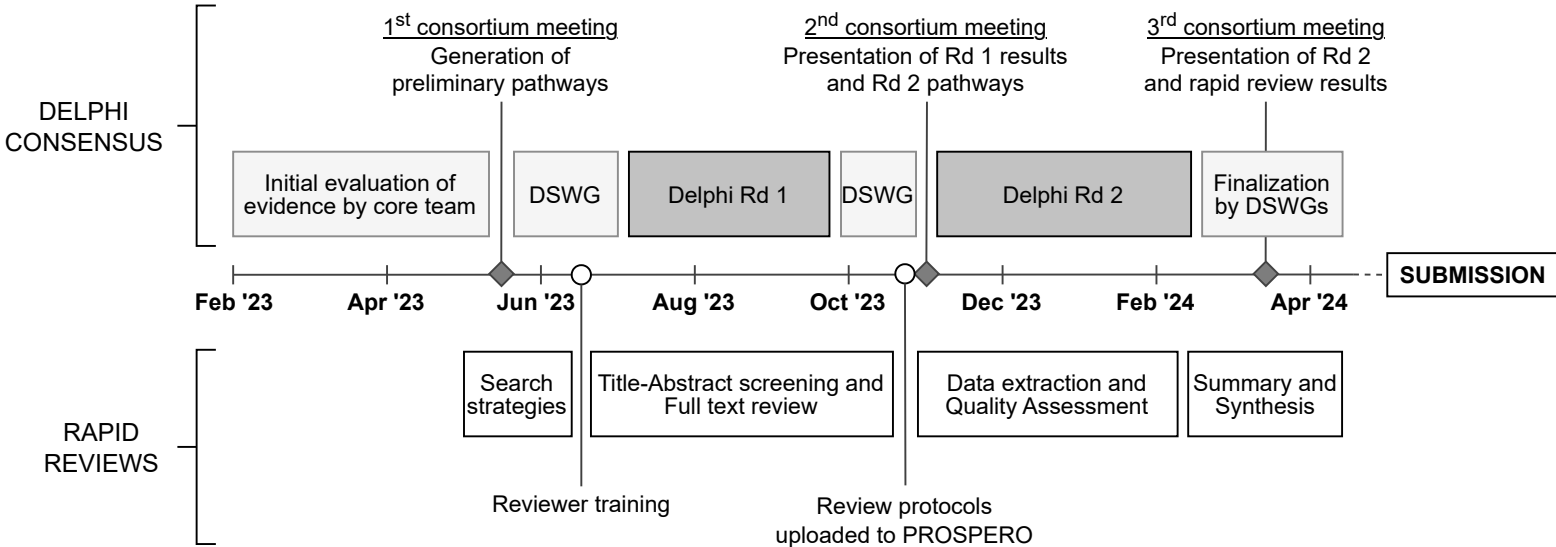 1st consortium meeting
Generation of
preliminary pathways
2nd consortium meeting
Presentation of Rd 1 results
and Rd 2 pathways
3rd consortium meeting
Presentation of Rd 2
and rapid review results
DELPHI
CONSENSUS
Initial evaluation of
evidence by core team
DSWG
Delphi Rd 1
DSWG
Delphi Rd 2
Finalization
by DSWGs
Feb '23
Apr '23
Jun '23
Aug '23
Oct '23
Dec '23
Feb '24
Apr '24
SUBMISSION
RAPID
REVIEWS
Search
strategies
Title-Abstract screening and
Full text review
Data extraction and
Quality Assessment
Summary and
Synthesis
Reviewer training
Review protocols
uploaded to PROSPERO